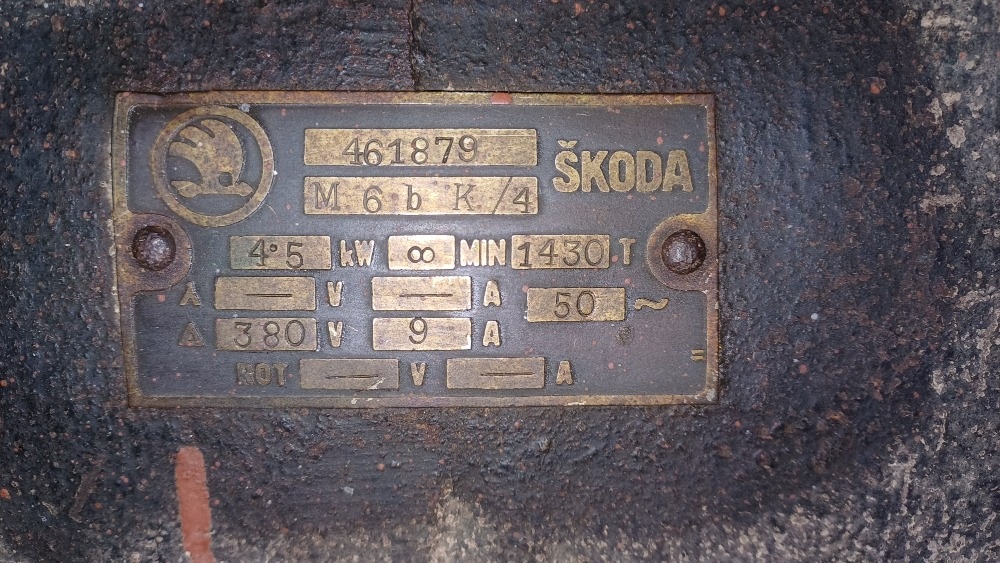 461879
ŠKODA
M 6 b K/4
4·5 kW ∞ MIN 1430 T
⅄ — V — A
50 ~
Δ 380 V 9 A
=
ROT — V — A